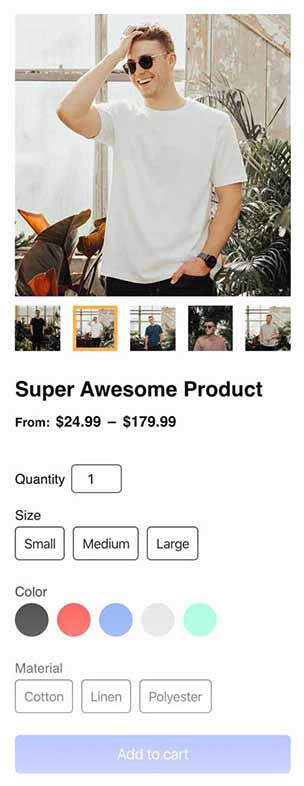 Super Awesome Product
From: $24.99 – $179.99
Quantity 1
Size
Small Medium Large
Color
Material
Cotton Linen Polyester
Add to cart